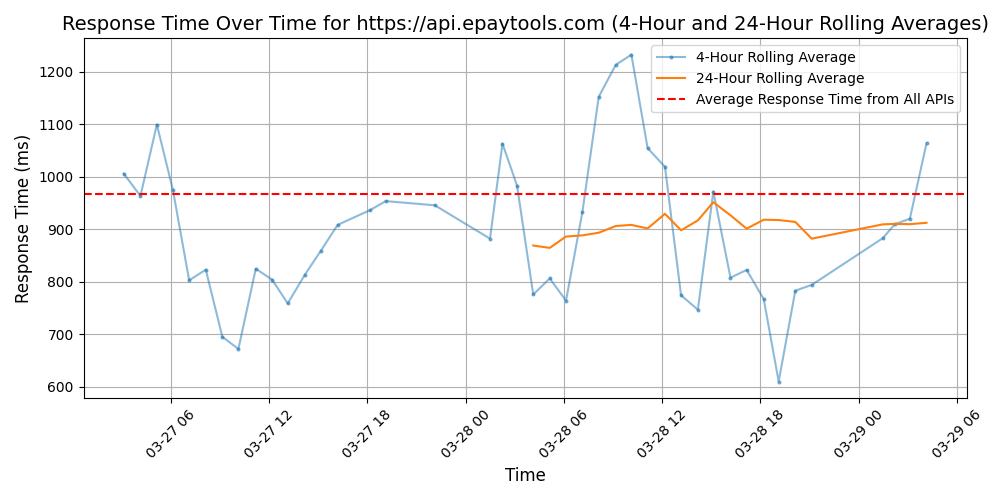 Response Time Over Time for https://api.epaytools.com (4-Hour and 24-Hour Rolling Averages)
4-Hour Rolling Average
24-Hour Rolling Average
Average Response Time from All APIs
Response Time (ms)
1200
1100
1000
900
800
700
600
03-27 06
03-27 12
03-27 18
03-28 00
03-28 06
03-28 12
03-28 18
03-29 00
03-29 06
Time